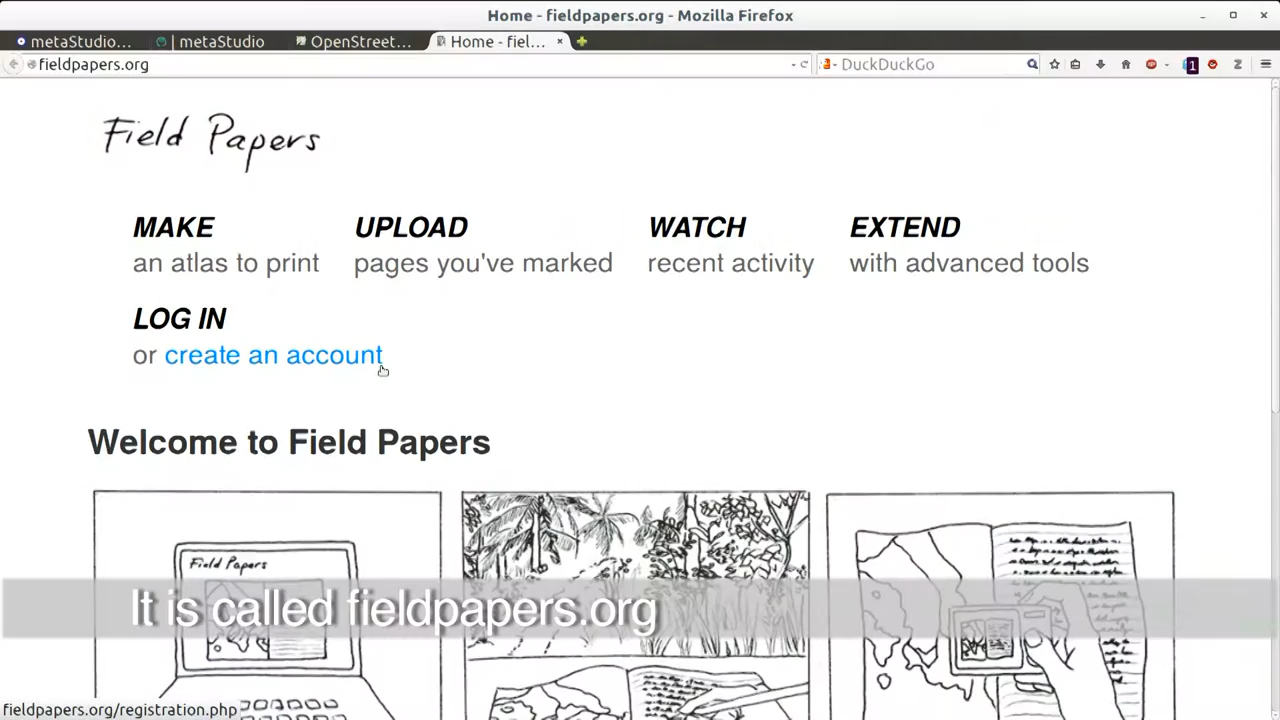 Home - fieldpapers.org - Mozilla Firefox
metaStudio...
| metaStudio
OpenStreet...
Home - fiel...
fieldpapers.org
DuckDuckGo
1
Field Papers
MAKE
an atlas to print
UPLOAD
pages you've marked
WATCH
recent activity
EXTEND
with advanced tools
LOG IN
or create an account
Welcome to Field Papers
Field Papers
It is called fieldpapers.org
fieldpapers.org/registration.php